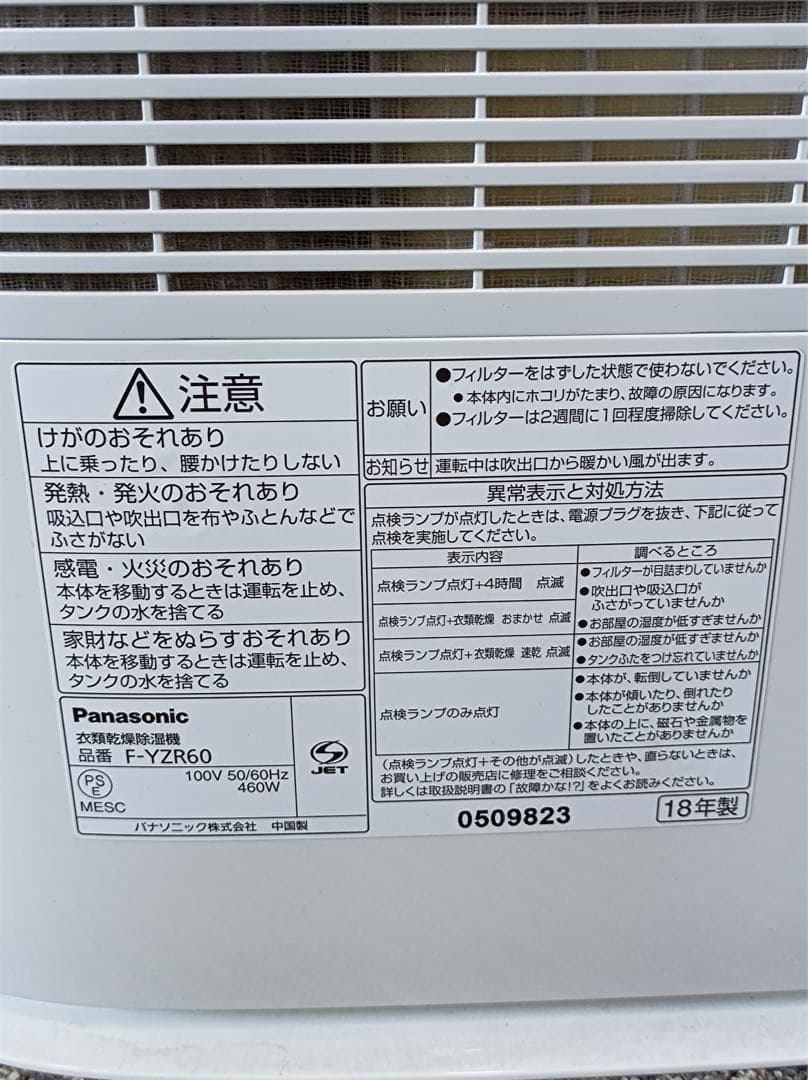 注意
けがのおそれあり
上に乗ったり、腰かけたりしない
発熱・発火のおそれあり
吸込口や吹出口を布やふとんなどで
ふさがない
感電・火災のおそれあり
本体を移動するときは運転を止め、
タンクの水を捨てる
家財などをぬらすおそれあり
本体を移動するときは運転を止め、
タンクの水を捨てる
Panasonic
衣類乾燥除湿機
品番 F-YZR60
100V 50/60Hz
460W
PS
E
MESC
JET
パナソニック株式会社 中国製
お願い
●フィルターをはずした状態で使わないでください。
●本体内にホコリがたまり、故障の原因になります。
●フィルターは2週間に1回程度掃除してください。
お知らせ 運転中は吹出口から暖かい風が出ます。
異常表示と対処方法
点検ランプが点灯したときは、電源プラグを抜き、下記に従って
点検を実施してください。
表示内容 調べるところ
点検ランプ点灯+4時間 点滅
点検ランプ点灯+衣類乾燥 おまかせ 点滅
●フィルターが目詰まりしていませんか
●吹出口や吸込口が
ふさがっていませんか
●お部屋の温度が低すぎませんか
点検ランプ点灯+衣類乾燥 速乾 点滅
●お部屋の湿度が低すぎませんか
●タンクふたをつけ忘れていませんか
点検ランプのみ点灯
●本体が、転倒していませんか
●本体が傾いたり、倒れたり
したことがありませんか
●本体の上に、磁石や金属物を
置いたことがありませんか
(点検ランプ点灯+その他が点滅)したときや、直らないときは、
お買い上げの販売店に修理をご相談ください。
詳しくは取扱説明書の「故障かな!?」をよくお読みください。
0509823
18年製